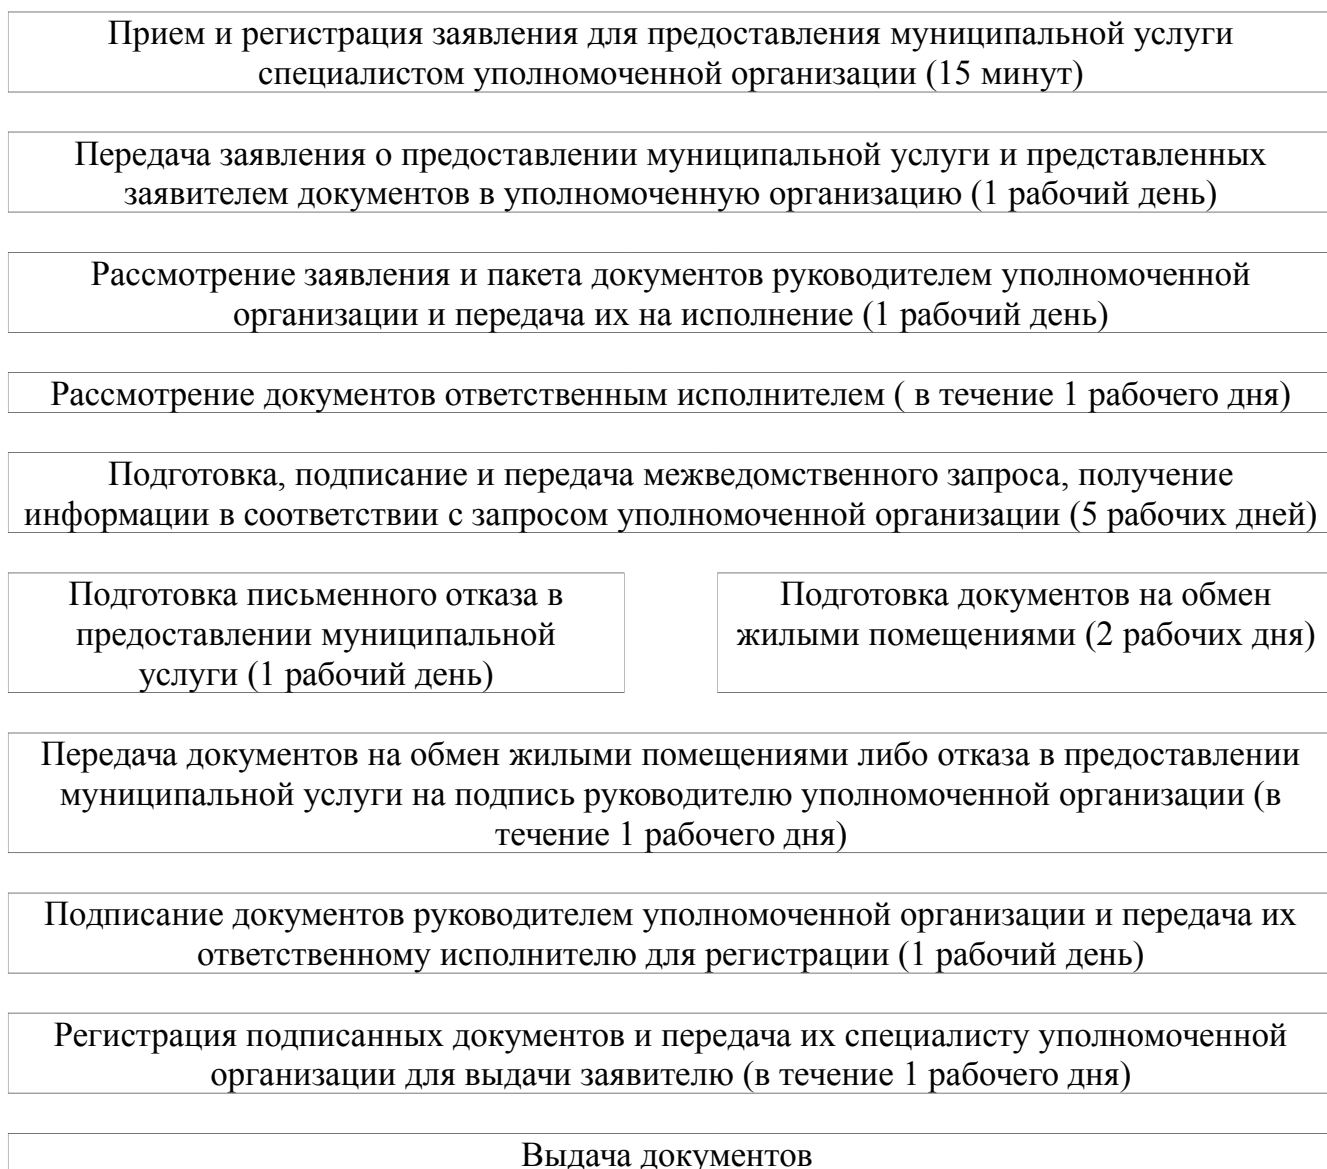 Прием и регистрация заявления для предоставления муниципальной услуги
специалистом уполномоченной организации (15 минут)
Передача заявления о предоставлении муниципальной услуги и представленных
заявителем документов в уполномоченную организацию (1 рабочий день)
Рассмотрение заявления и пакета документов руководителем уполномоченной
организации и передача их на исполнение (1 рабочий день)
Рассмотрение документов ответственным исполнителем ( в течение 1 рабочего дня)
Подготовка, подписание и передача межведомственного запроса, получение
информации в соответствии с запросом уполномоченной организации (5 рабочих дней)
Подготовка письменного отказа в
предоставлении муниципальной
услуги (1 рабочий день)
Подготовка документов на обмен
жилыми помещениями (2 рабочих дня)
Передача документов на обмен жилыми помещениями либо отказа в предоставлении
муниципальной услуги на подпись руководителю уполномоченной организации (в
течение 1 рабочего дня)
Подписание документов руководителем уполномоченной организации и передача их
ответственному исполнителю для регистрации (1 рабочий день)
Регистрация подписанных документов и передача их специалисту уполномоченной
организации для выдачи заявителю (в течение 1 рабочего дня)
Выдача документов